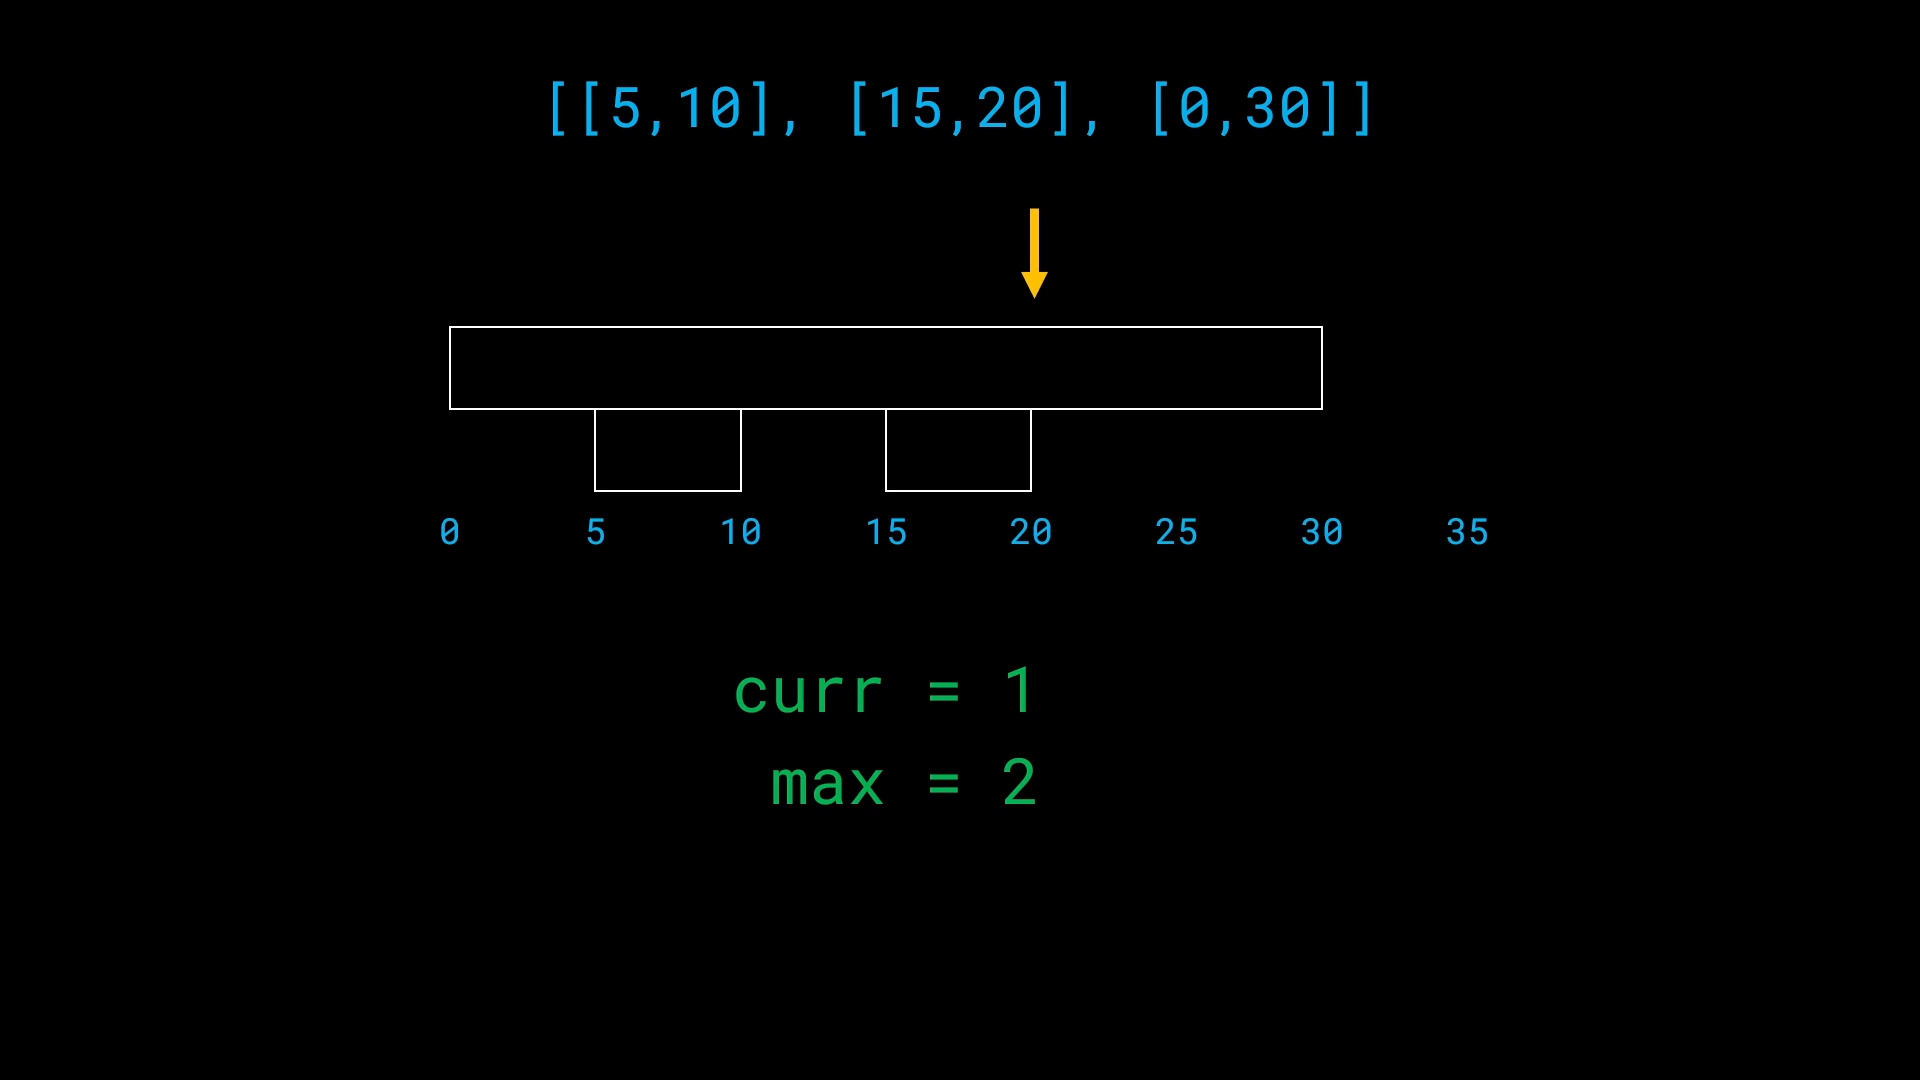 [[5,10], [15,20], [0,30]]
0 5 10 15 20 25 30 35
curr = 1
max = 2